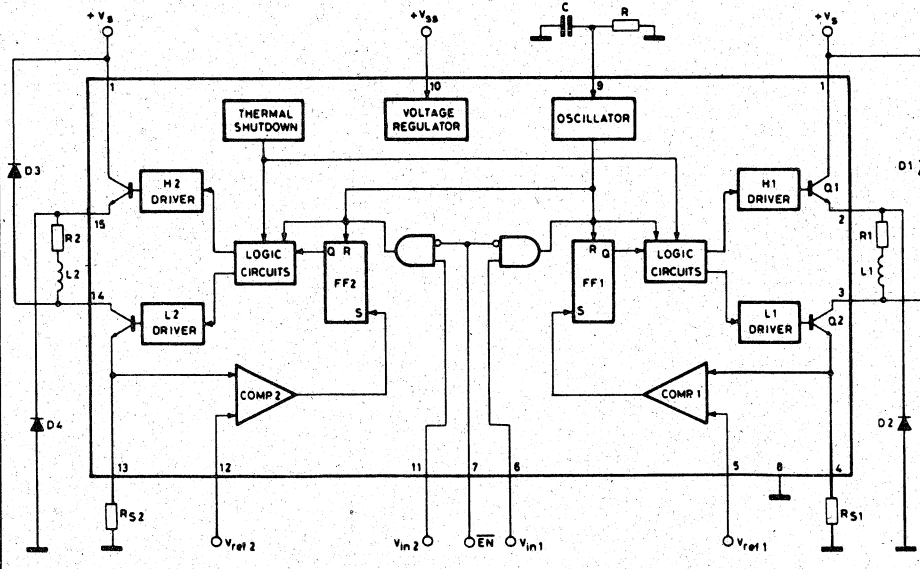 +Vs
+Vss
C
R
+Vs
1
10
9
1
THERMAL
SHUTDOWN
VOLTAGE
REGULATOR
OSCILLATOR
D3
H2
DRIVER
H1
DRIVER
Q1
D1
15
2
R2
L2
LOGIC
CIRCUITS
Q
R
FF2
S
R
Q
FF1
S
LOGIC
CIRCUITS
R1
L1
14
3
L2
DRIVER
L1
DRIVER
Q2
COMP 2
COMP 1
D4
D2
13
12
11
7
6
5
8
4
RS2
RS1
Vref 2
Vin 2
EN
Vin 1
Vref 1